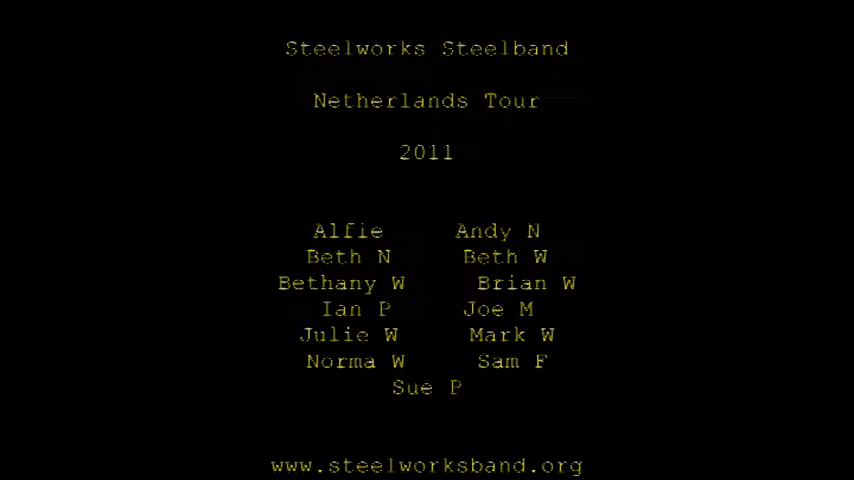 Steelworks Steelband
Netherlands Tour
2011
Alfie Andy N
Beth N Beth W
Bethany W Brian W
Ian P Joe M
Julie W Mark W
Norma W Sam F
Sue P
www.steelworksband.org